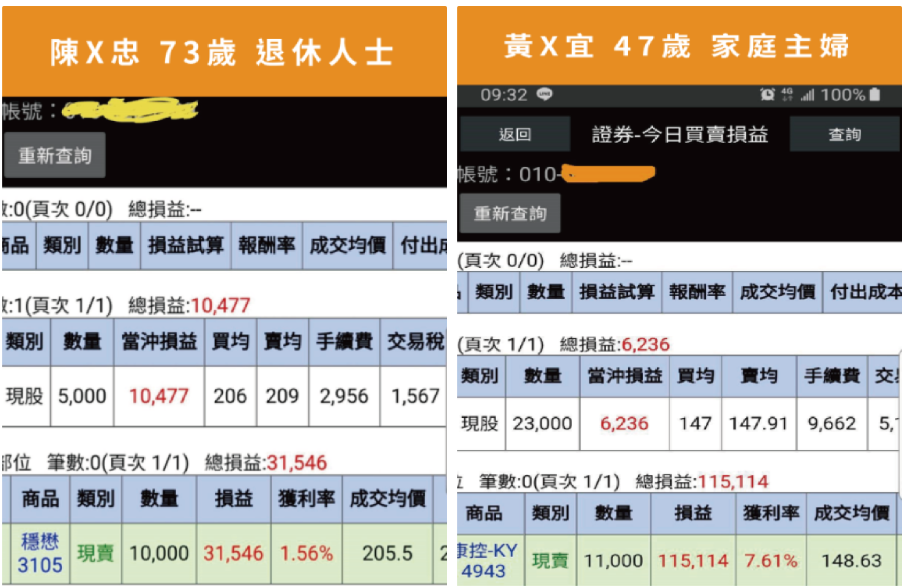 陳X忠 73歲 退休人士
帳號：
重新查詢
:0(頁次 0/0) 總損益:--
商品 類別 數量 損益試算 報酬率 成交均價 付出成
:1(頁次 1/1) 總損益:10,477
類別 數量 當沖損益 買均 賣均 手續費 交易稅
現股 5,000 10,477 206 209 2,956 1,567
部位 筆數:0(頁次 1/1) 總損益:31,546
商品 類別 數量 損益 獲利率 成交均價
穩懋
3105 現賣 10,000 31,546 1.56% 205.5
黃X宜 47歲 家庭主婦
09:32 4G 100%
返回 證券-今日買賣損益 查詢
帳號：010-
重新查詢
(頁次 0/0) 總損益:--
類別 數量 損益試算 報酬率 成交均價 付出成本
(頁次 1/1) 總損益:6,236
類別 數量 當沖損益 買均 賣均 手續費 交
現股 23,000 6,236 147 147.91 9,662 5,
位 筆數:0(頁次 1/1) 總損益:115,114
商品 類別 數量 損益 獲利率 成交均價
康控-KY
4943 現賣 11,000 115,114 7.61% 148.63